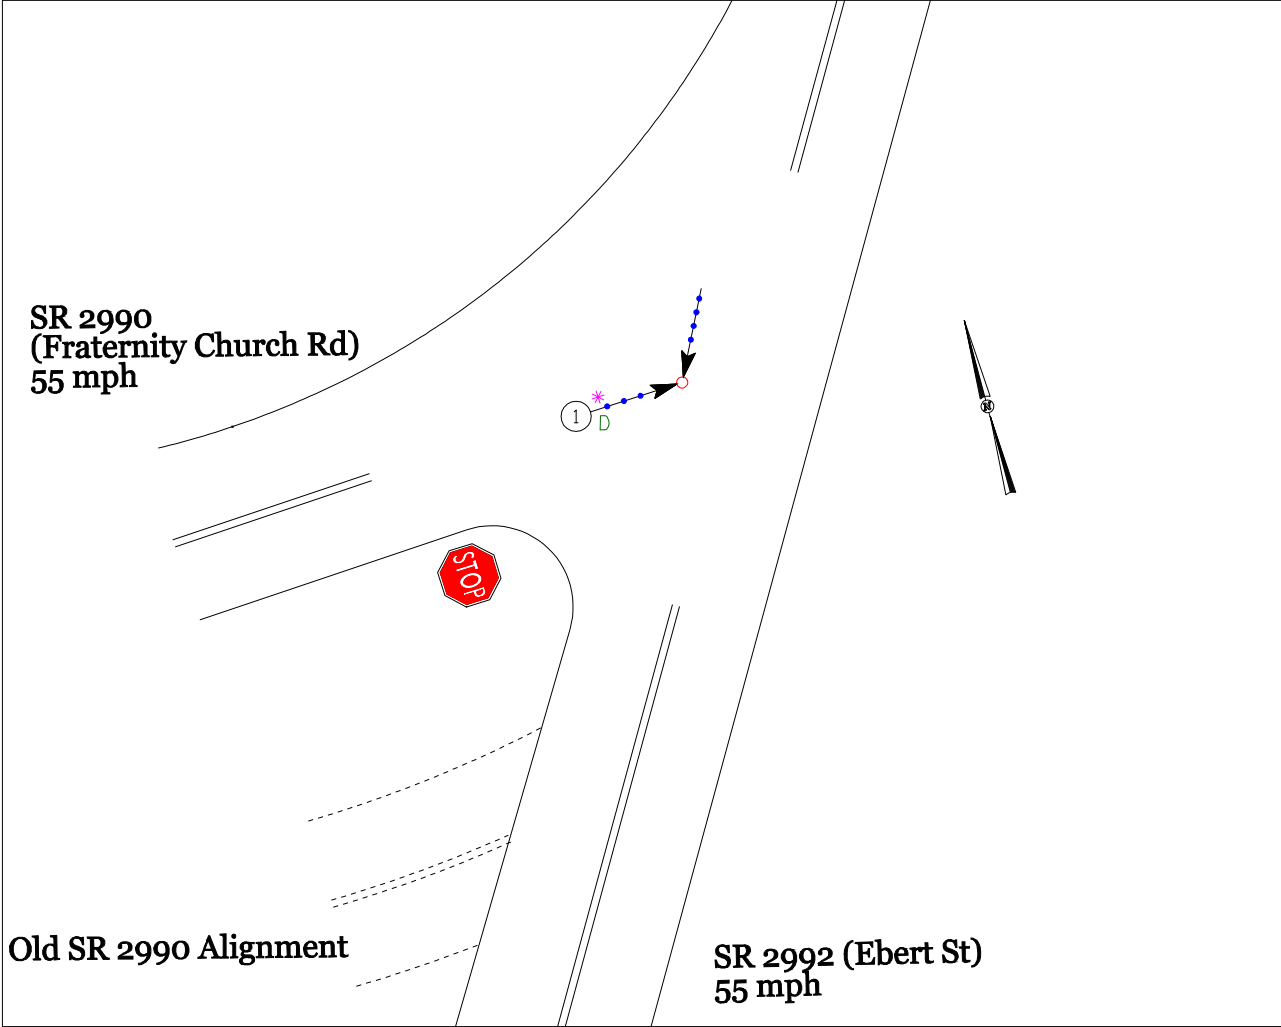 SR 2990
(Fraternity Church Rd)
55 mph
1
D
N
STOP
Old SR 2990 Alignment
SR 2992 (Ebert St)
55 mph